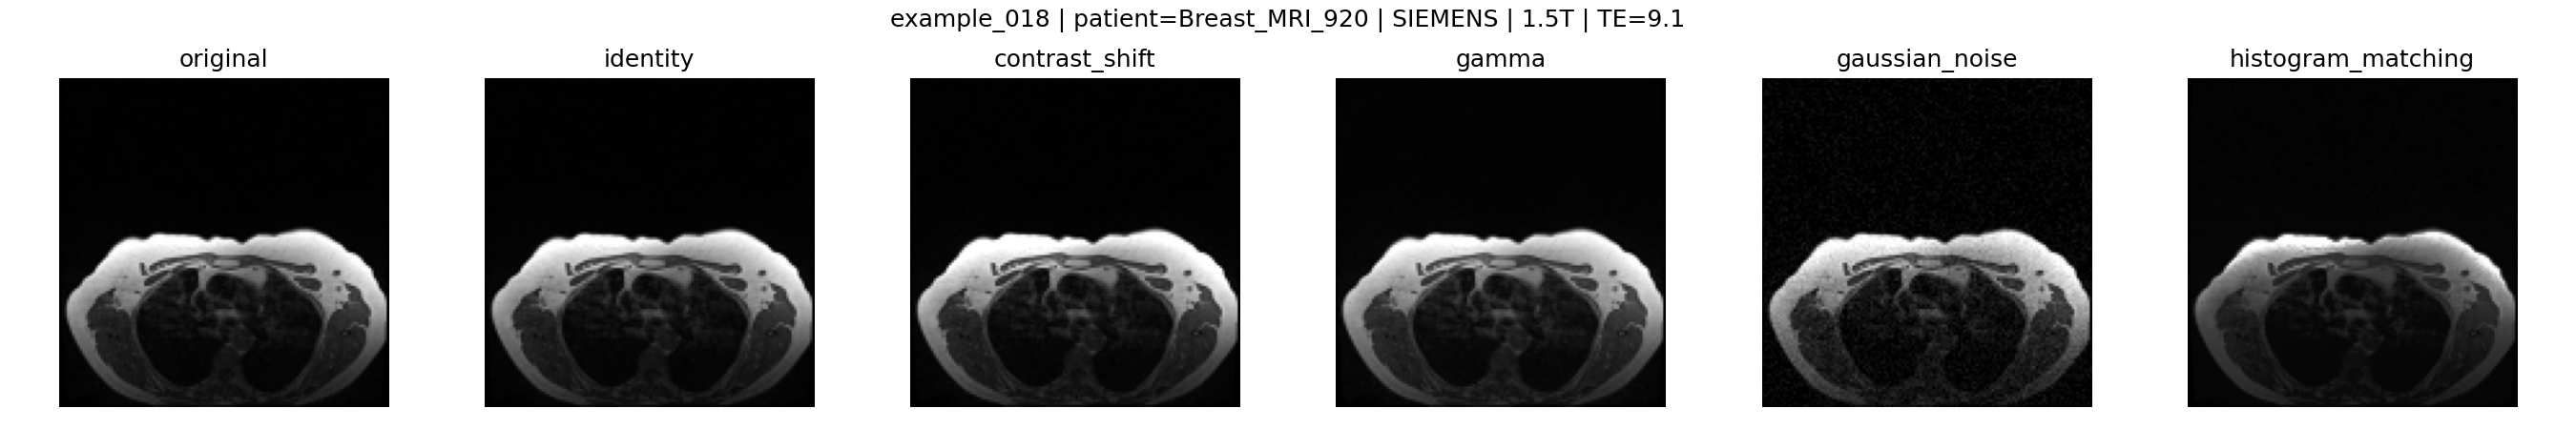 example_018 | patient=Breast_MRI_920 | SIEMENS | 1.5T | TE=9.1
original identity contrast_shift gamma gaussian_noise histogram_matching